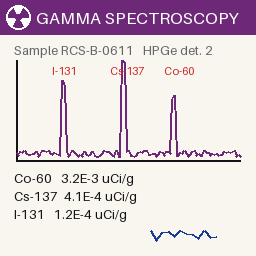 GAMMA SPECTROSCOPY
Sample RCS-B-0611 HPGe det. 2
I-131 Cs-137 Co-60
Co-60 3.2E-3 uCi/g
Cs-137 4.1E-4 uCi/g
I-131 1.2E-4 uCi/g